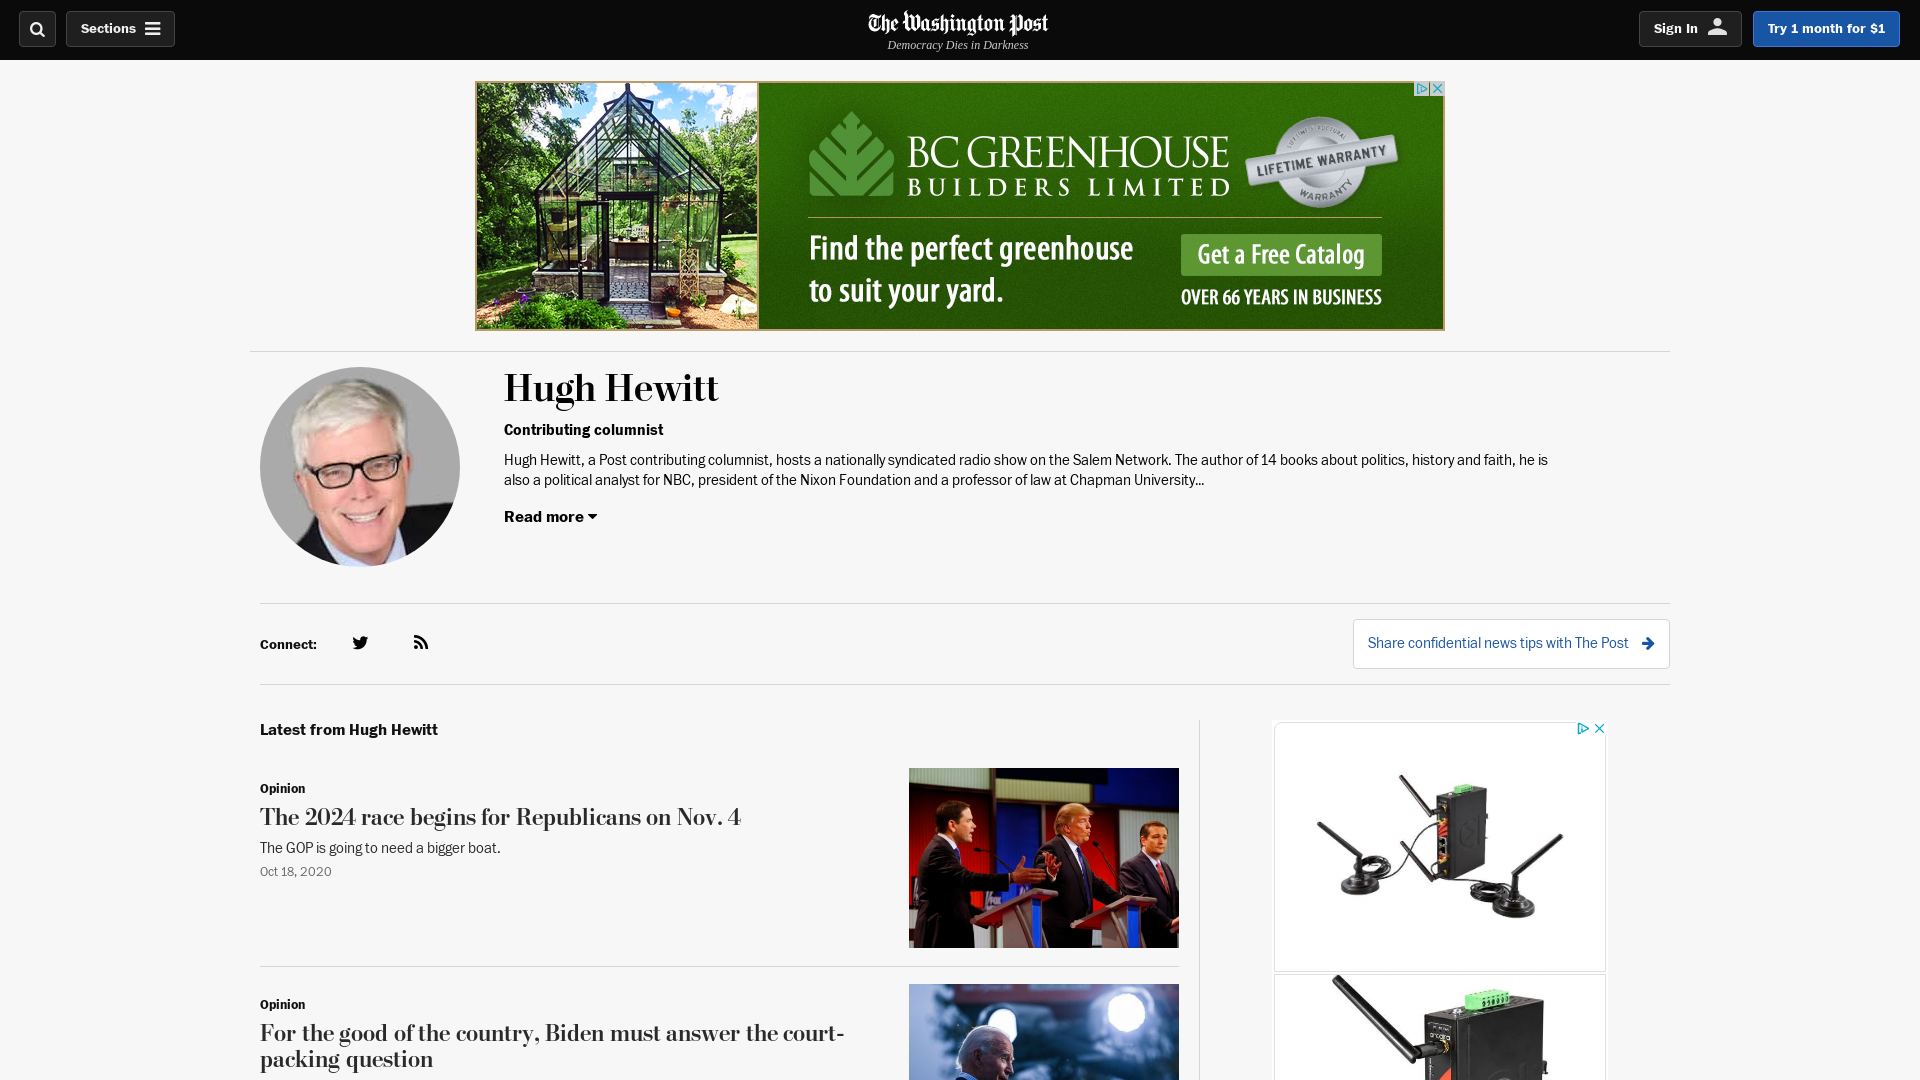 Sections
The Washington Post
Democracy Dies in Darkness
Sign In
Try 1 month for $1
BC GREENHOUSE
BUILDERS LIMITED
LIFETIME WARRANTY
WARRANTY
Find the perfect greenhouse
to suit your yard.
Get a Free Catalog
OVER 66 YEARS IN BUSINESS
Hugh Hewitt
Contributing columnist
Hugh Hewitt, a Post contributing columnist, hosts a nationally syndicated radio show on the Salem Network. The author of 14 books about politics, history and faith, he is
also a political analyst for NBC, president of the Nixon Foundation and a professor of law at Chapman University...
Read more
Connect:
Share confidential news tips with The Post
Latest from Hugh Hewitt
Opinion
The 2024 race begins for Republicans on Nov. 4
The GOP is going to need a bigger boat.
Oct 18, 2020
Opinion
For the good of the country, Biden must answer the court-
packing question